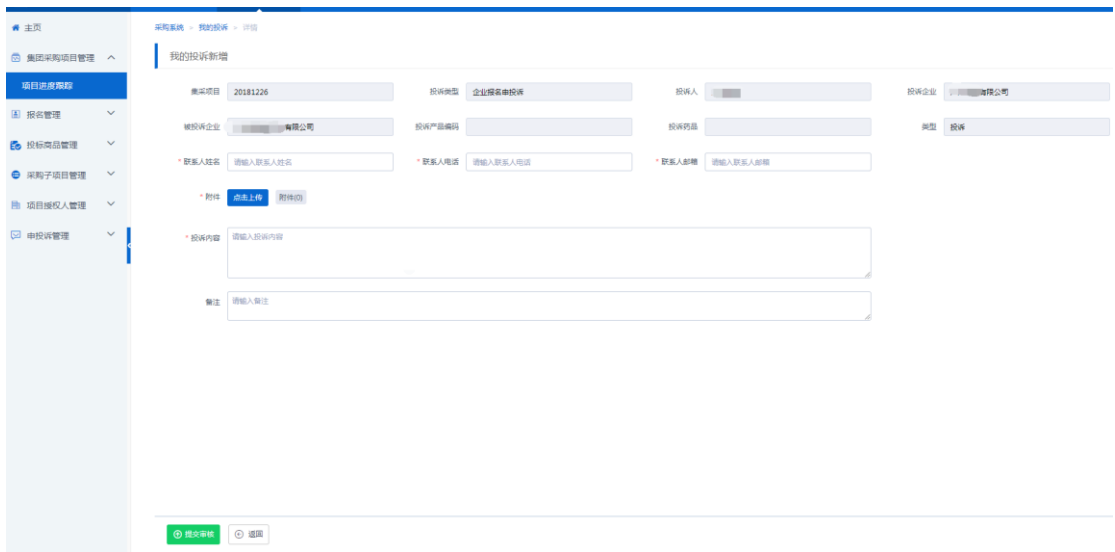 主页
集团采购项目管理
项目进度跟踪
报名管理
投标商品管理
采购子项目管理
项目授权人管理
申投诉管理
采购系统 > 我的投诉 > 详情
我的投诉新增
集采项目 20181226 投诉类型 企业报名申投诉 投诉人 投诉企业 有限公司
被投诉企业 有限公司 投诉产品编码 投诉药品 类型 投诉
* 联系人姓名 请输入联系人姓名 * 联系人电话 请输入联系人电话 * 联系人邮箱 请输入联系人邮箱
* 附件 点击上传 附件(0)
* 投诉内容 请输入投诉内容
备注 请输入备注
提交审核 返回